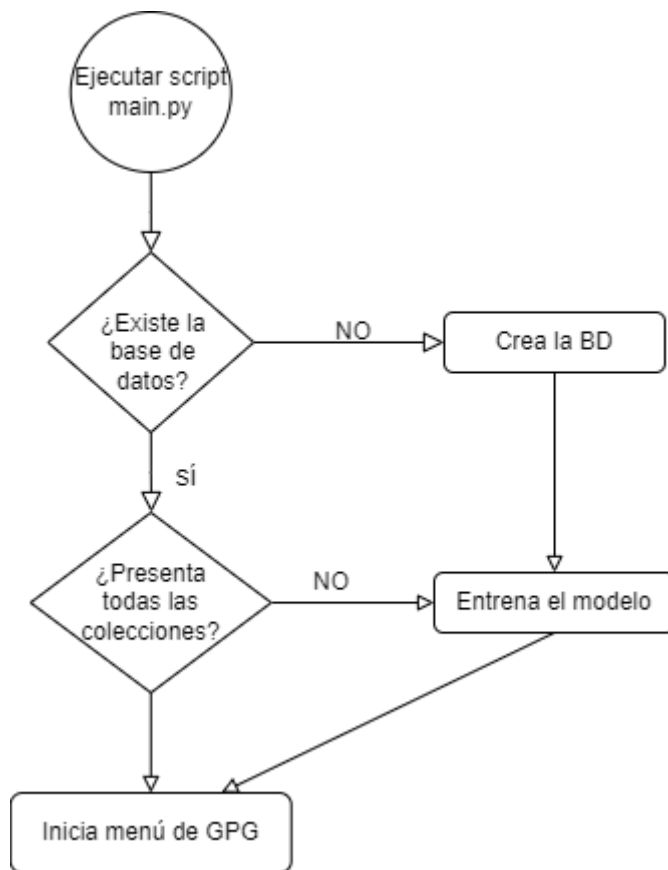 Ejecutar script
main.py
¿Existe la
base de
datos?
NO
Crea la BD
SÍ
¿Presenta
todas las
colecciones?
NO
Entrena el modelo
Inicia menú de GPG